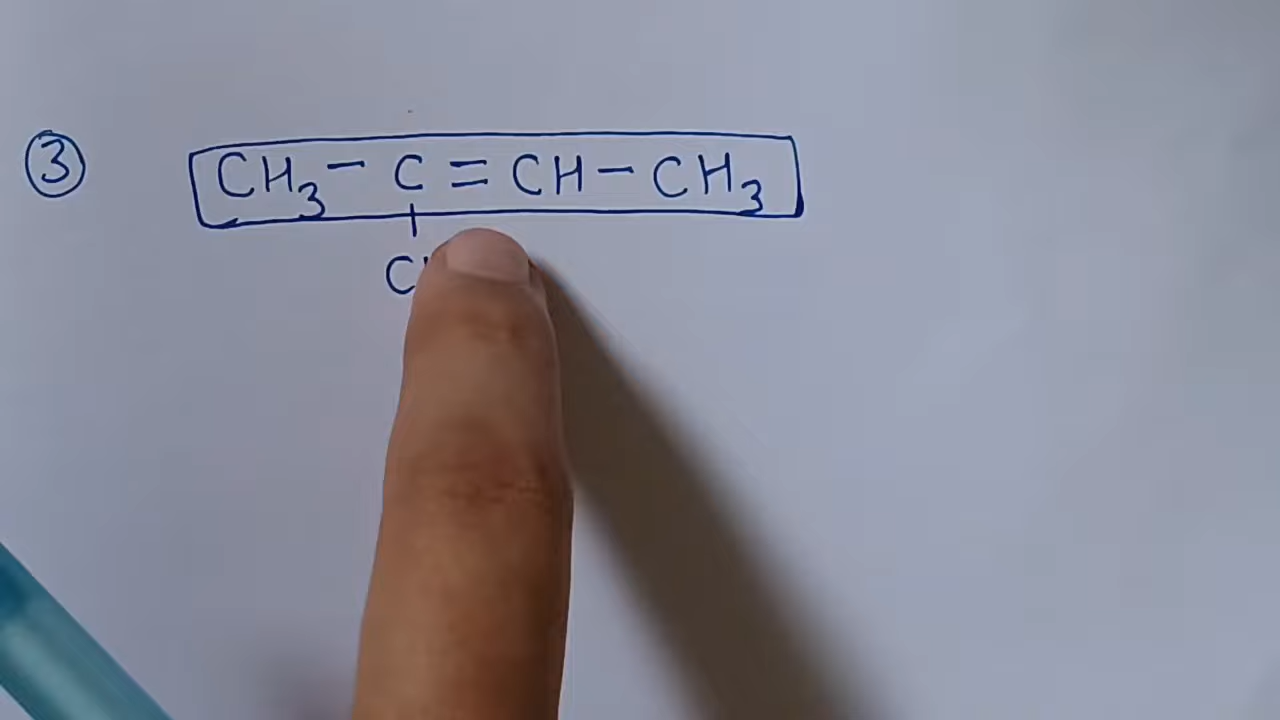 ③ CH₃ – C = CH – CH₃
C